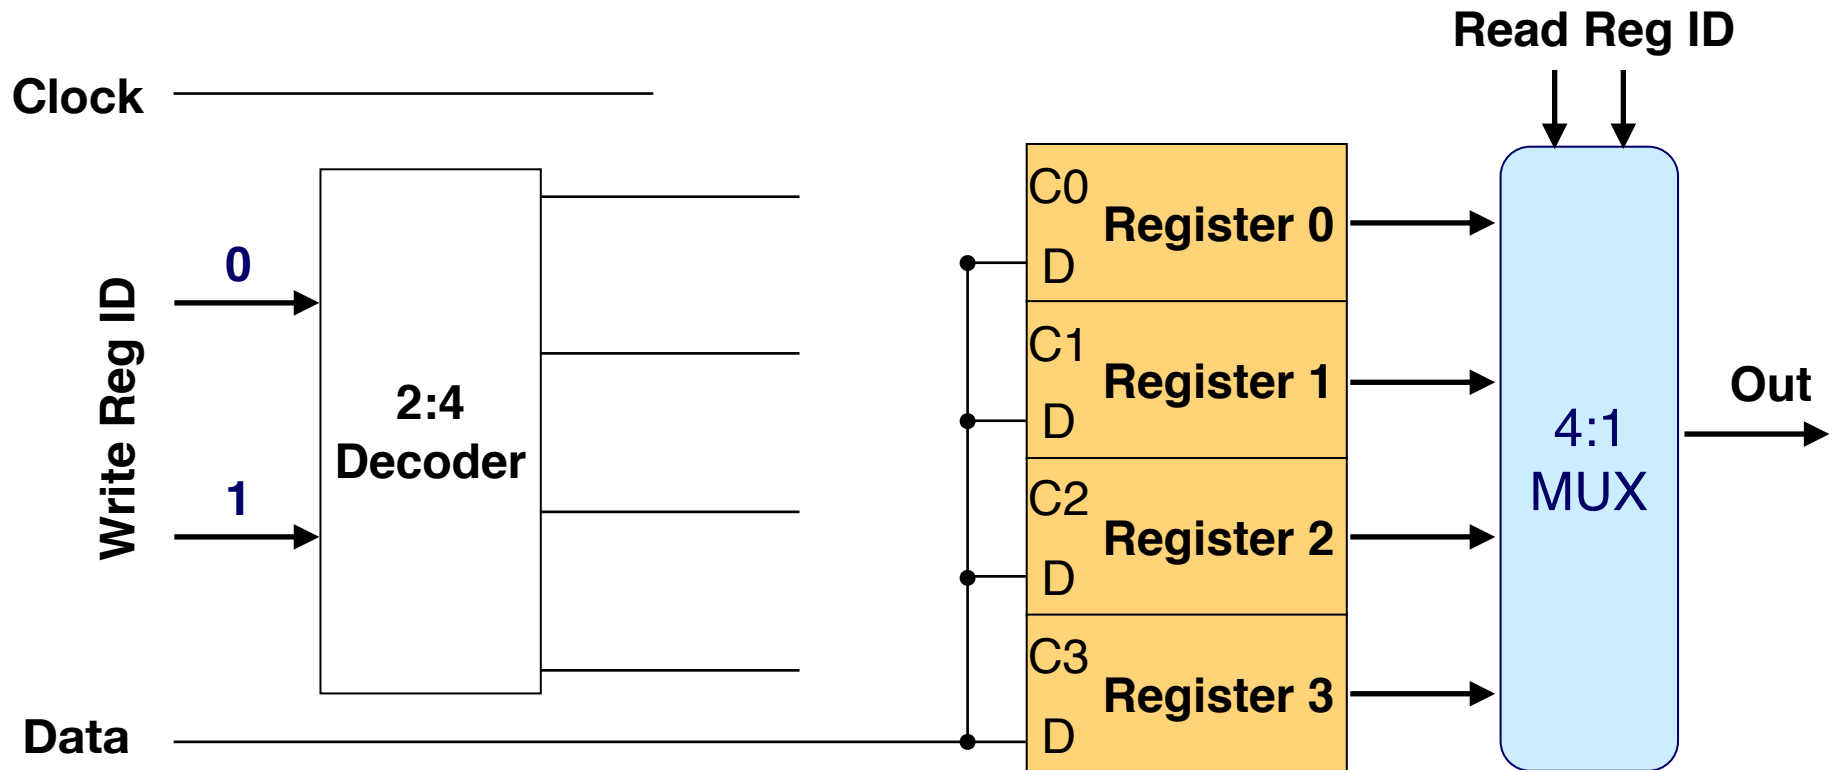 Read Reg ID
Clock
C0
Register 0
D
0
Write Reg ID
C1
Register 1
D
Out
2:4
Decoder
4:1
MUX
1
C2
Register 2
D
C3
Register 3
D
Data